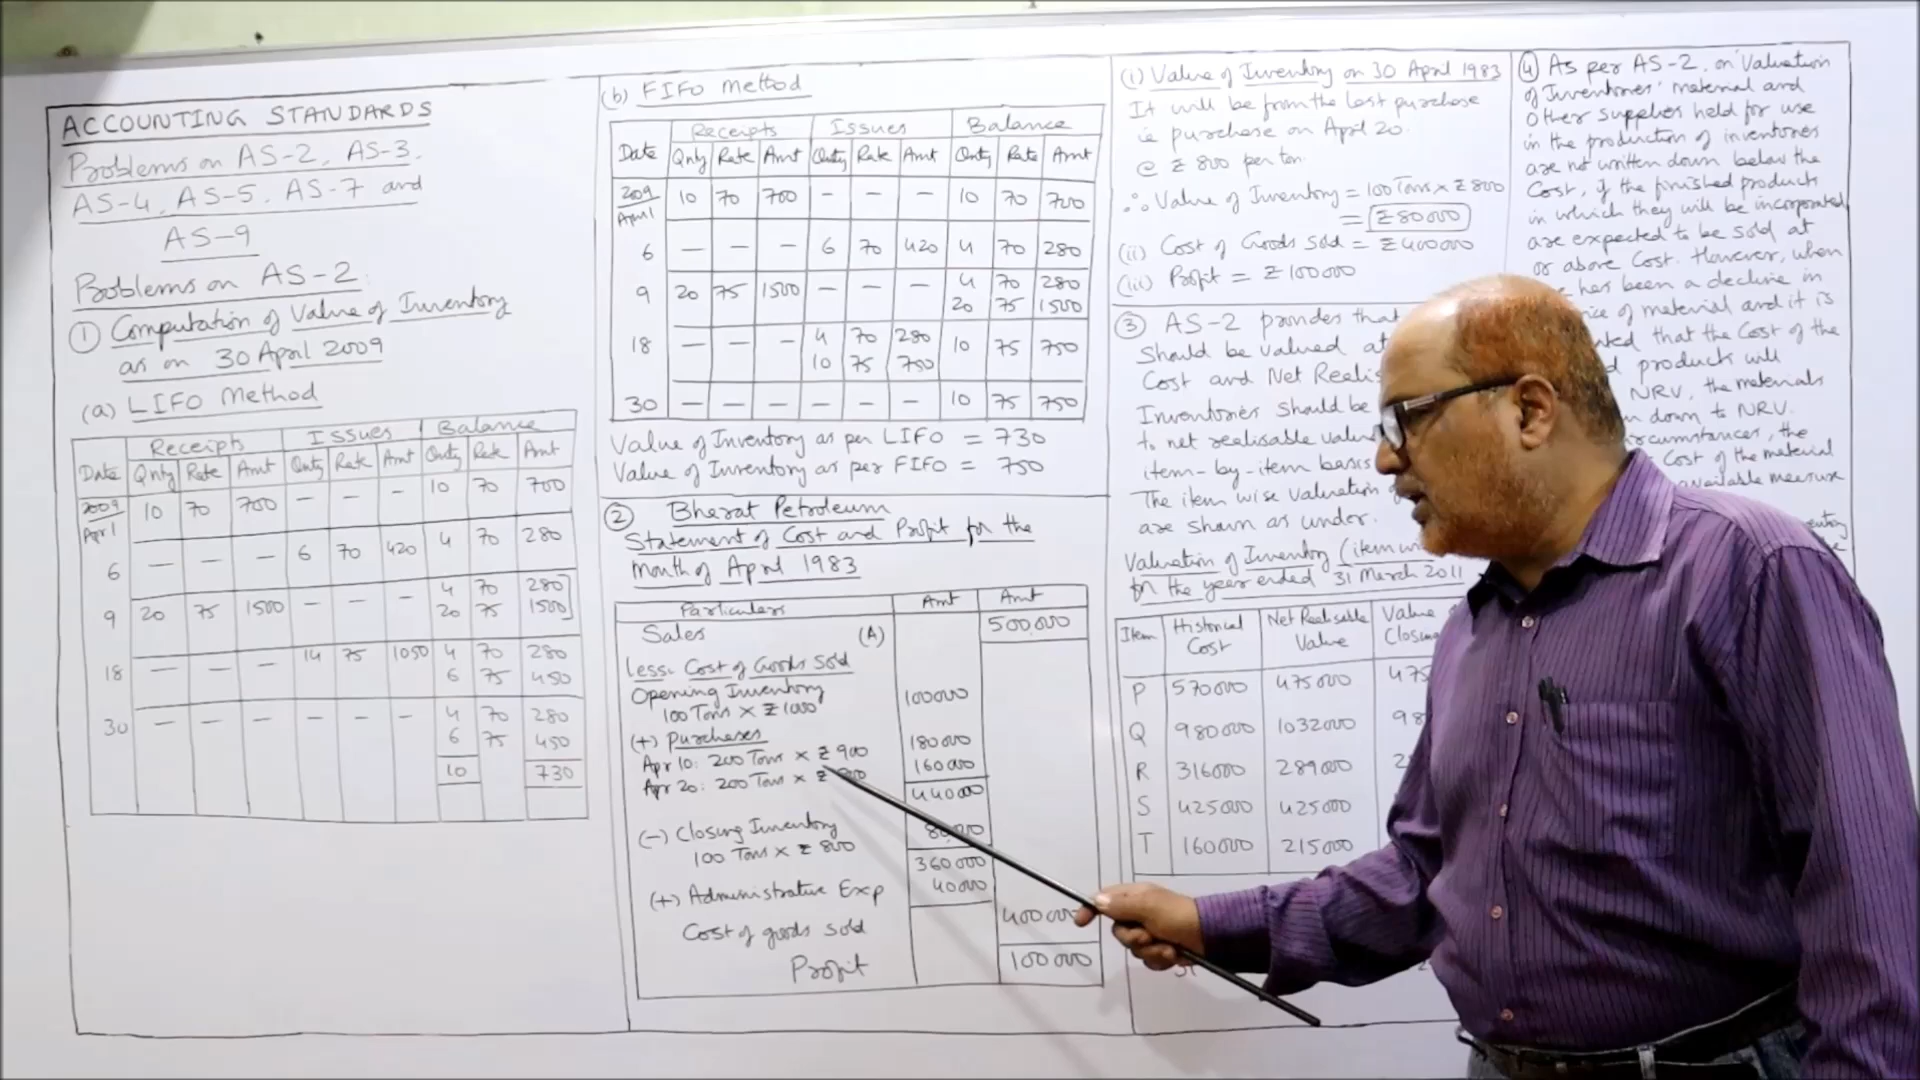 ACCOUNTING STANDARDS
Problems on AS-2, AS-3,
AS-4, AS-5, AS-7 and
AS-9
Problems on AS-2:
① Computation of Value of Inventory
as on 30 April 2009
(a) LIFO Method
Receipts Issues Balance
Date Qnty Rate Amt Qnty Rate Amt Qnty Rate Amt
2009
Apr 1 10 70 700 – – – 10 70 700
6 – – – 6 70 420 4 70 280
9 20 75 1500 – – – 4 70 280
20 75 1500
18 – – – 14 75 1050 4 70 280
6 75 450
30 – – – – – – 4 70 280
6 75 450
10 730
(b) FIFO Method
Receipts Issues Balance
Date Qnty Rate Amt Qnty Rate Amt Qnty Rate Amt
2009
April 10 70 700 – – – 10 70 700
6 – – – 6 70 420 4 70 280
9 20 75 1500 – – – 4 70 280
20 75 1500
18 – – – 4 70 280 10 75 750
10 75 750
30 – – – – – – 10 75 750
Value of Inventory as per LIFO = 730
Value of Inventory as per FIFO = 750
② Bharat Petroleum
Statement of Cost and Profit for the
Month of April 1983
Particulars Amt Amt
Sales (A) 500,000
less: Cost of Goods Sold
Opening Inventory
100 Tons × ₹1000 100000
(+) Purchases
Apr 10: 200 Tons × ₹900 180000
Apr 20: 200 Tons × 160000
440000
(–) Closing Inventory
100 Tons × ₹800
360000
(+) Administrative Exp 40000
Cost of goods sold 400000
Profit 100000
(i) Value of Inventory on 30 April 1983
It will be from the last purchase
ie purchase on April 20.
@ ₹800 per ton
∴ Value of Inventory = 100 Tons × ₹800
= ₹80000
(ii) Cost of Goods Sold = ₹400000
(iii) Profit = ₹100000
③ AS-2 provides that
should be valued at
Cost and Net
Inventories should be
to net realisable
item-by-item basis
The item wise valuation
are shown as under.
Valuation of Inventory (item
for the year ended 31 March 2011
Item Historical Cost Net Realisable Value Value
P 570000 475000
Q 980000 1032000
R 316000 289000
S 425000 425000
T 160000 215000
④ As per AS-2, on 'Valuation
of Inventories' material and
Other supplies held for use
in the production of inventories
are not written down below the
Cost, if the finished products
in which they will be incorporated
are expected to be sold at
or above Cost. However, when
has been a decline in
of material and it is
that the Cost of the
products will
NRV, the materials
down to NRV.
the
Cost of the material
available measure